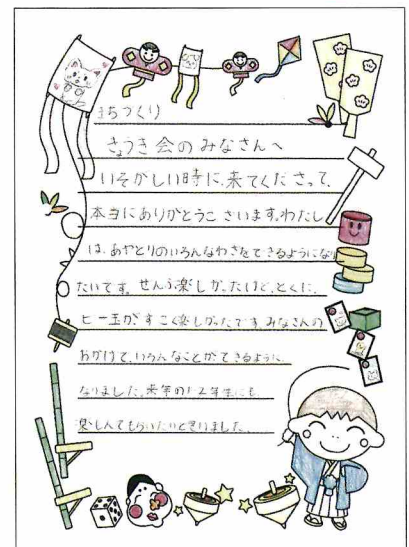 まちづくり
きょうぎ会のみなさんへ
いそがしい時に、来てくださって、
本当にありがとうございます。わたし
は、あやとりのいろんなわざをできるようになり
たいです。ぜんぶ楽しかったけど、とくに、
ビー玉が、すごく楽しかったです。みなさんの
おかげで、いろんなことができるように、
なりました。来年の1.2年生にも、
楽しんでもらいたいと思いました。